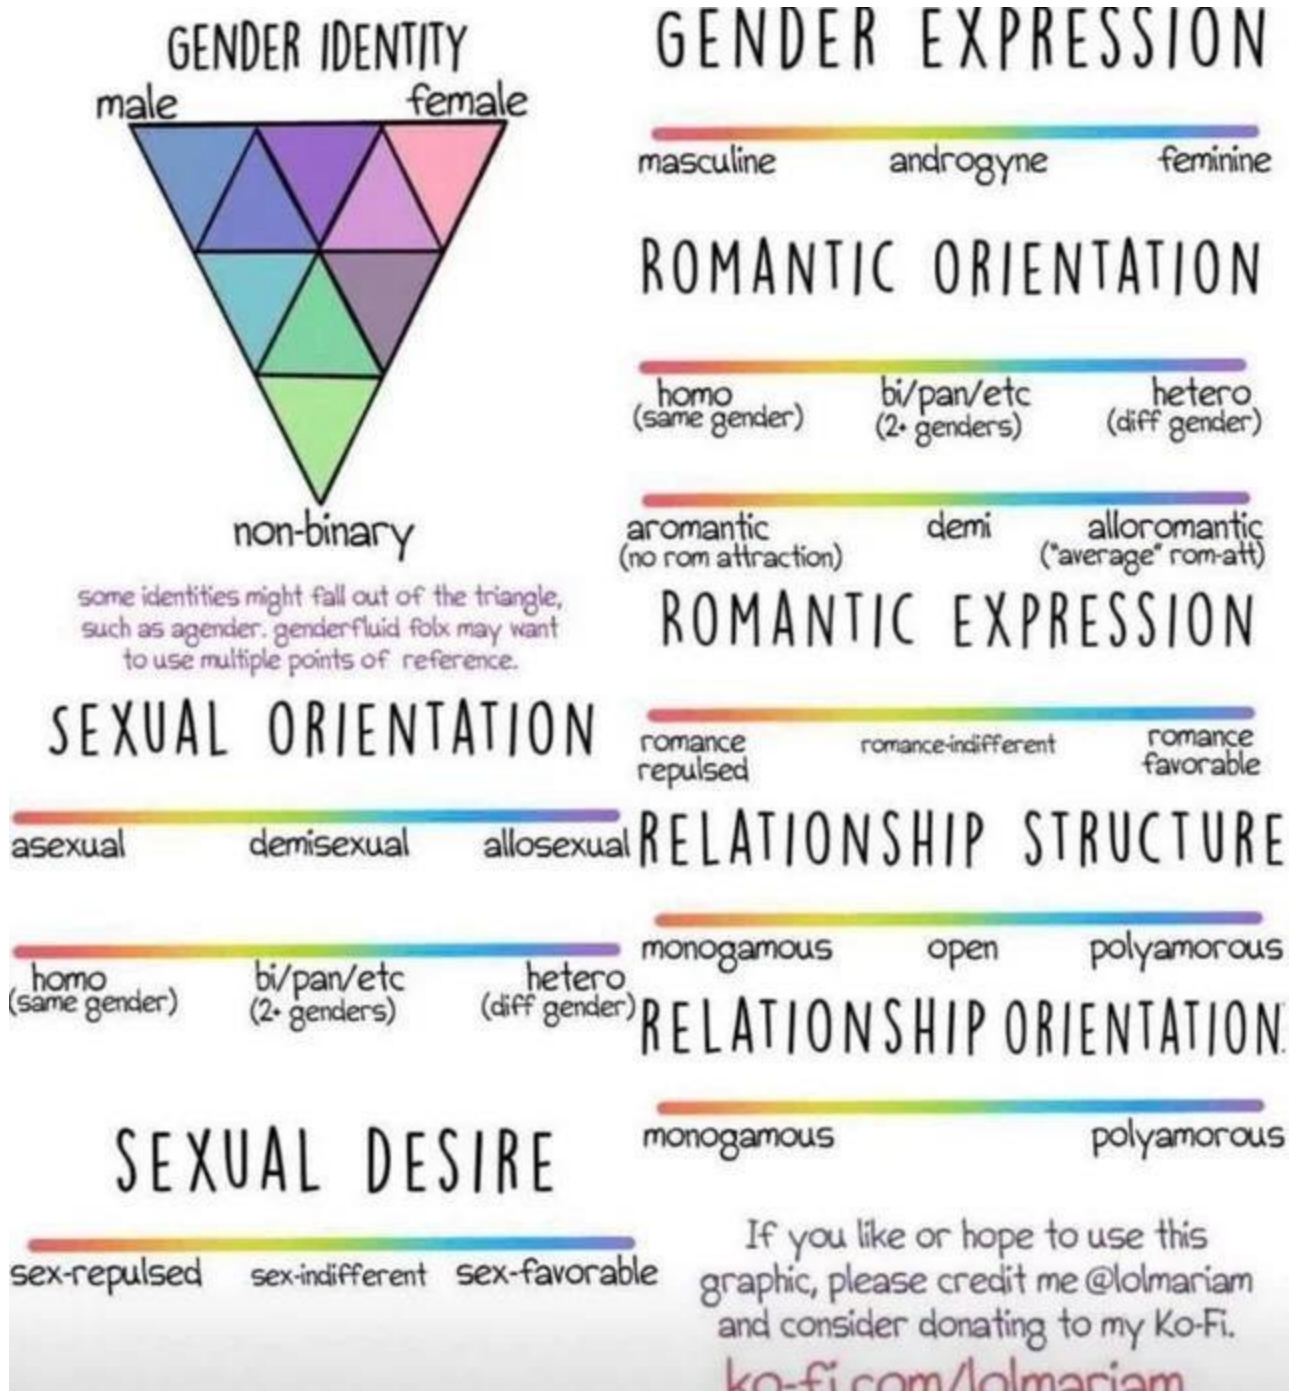 GENDER IDENTITY
male female
non-binary
some identities might fall out of the triangle,
such as agender. genderfluid folx may want
to use multiple points of reference.
SEXUAL ORIENTATION
asexual demisexual allosexual
homo bi/pan/etc hetero
(same gender) (2+ genders) (diff gender)
SEXUAL DESIRE
sex-repulsed sex-indifferent sex-favorable
GENDER EXPRESSION
masculine androgyne feminine
ROMANTIC ORIENTATION
homo bi/pan/etc hetero
(same gender) (2+ genders) (diff gender)
aromantic demi alloromantic
(no rom attraction) ("average" rom-att)
ROMANTIC EXPRESSION
romance romance-indifferent romance
repulsed favorable
RELATIONSHIP STRUCTURE
monogamous open polyamorous
RELATIONSHIP ORIENTATION
monogamous polyamorous
If you like or hope to use this
graphic, please credit me @lolmariam
and consider donating to my Ko-Fi.
ko-fi.com/lolmariam